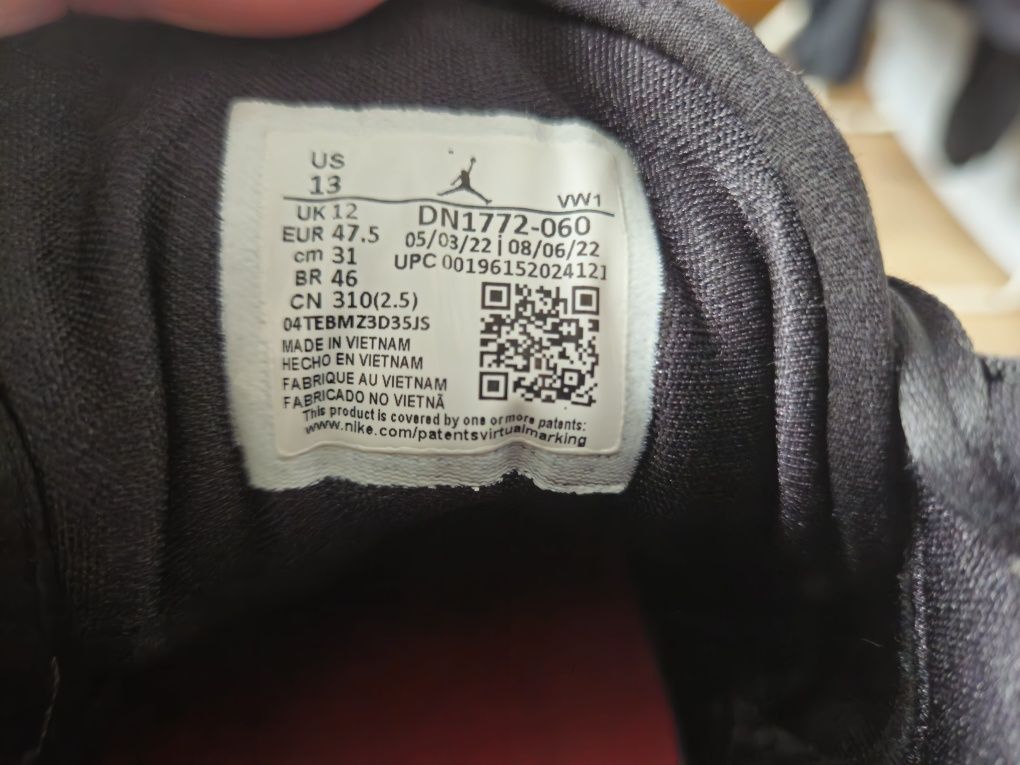 US
13
VW1
UK 12
DN1772-060
EUR 47.5
05/03/22 | 08/06/22
cm 31
UPC 00196152024121
BR 46
CN 310(2.5)
04TEBMZ3D35JS
MADE IN VIETNAM
HECHO EN VIETNAM
FABRIQUE AU VIETNAM
FABRICADO NO VIETNÃ
This product is covered by one or more patents:
www.nike.com/patentsvirtualmarking